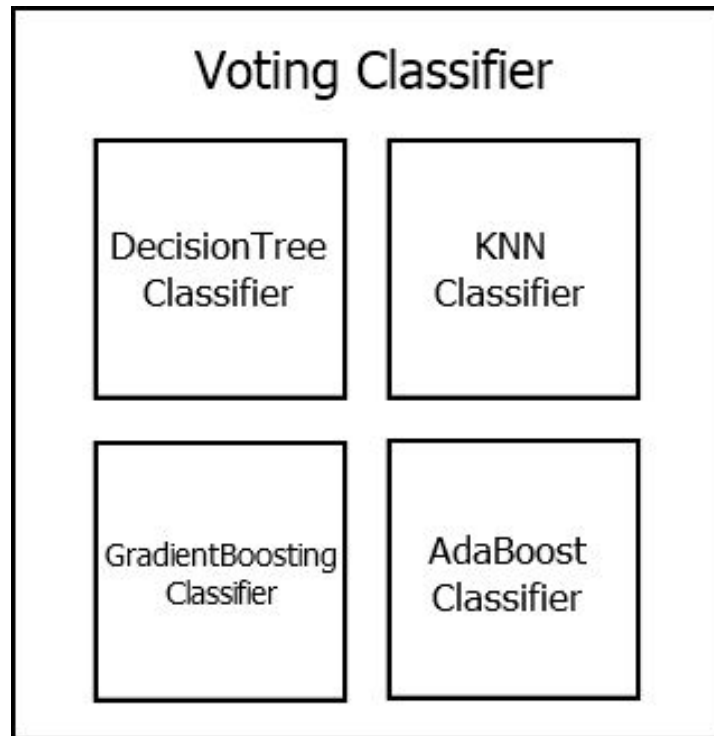 Voting Classifier
DecisionTree
Classifier
KNN
Classifier
GradientBoosting
Classifier
AdaBoost
Classifier